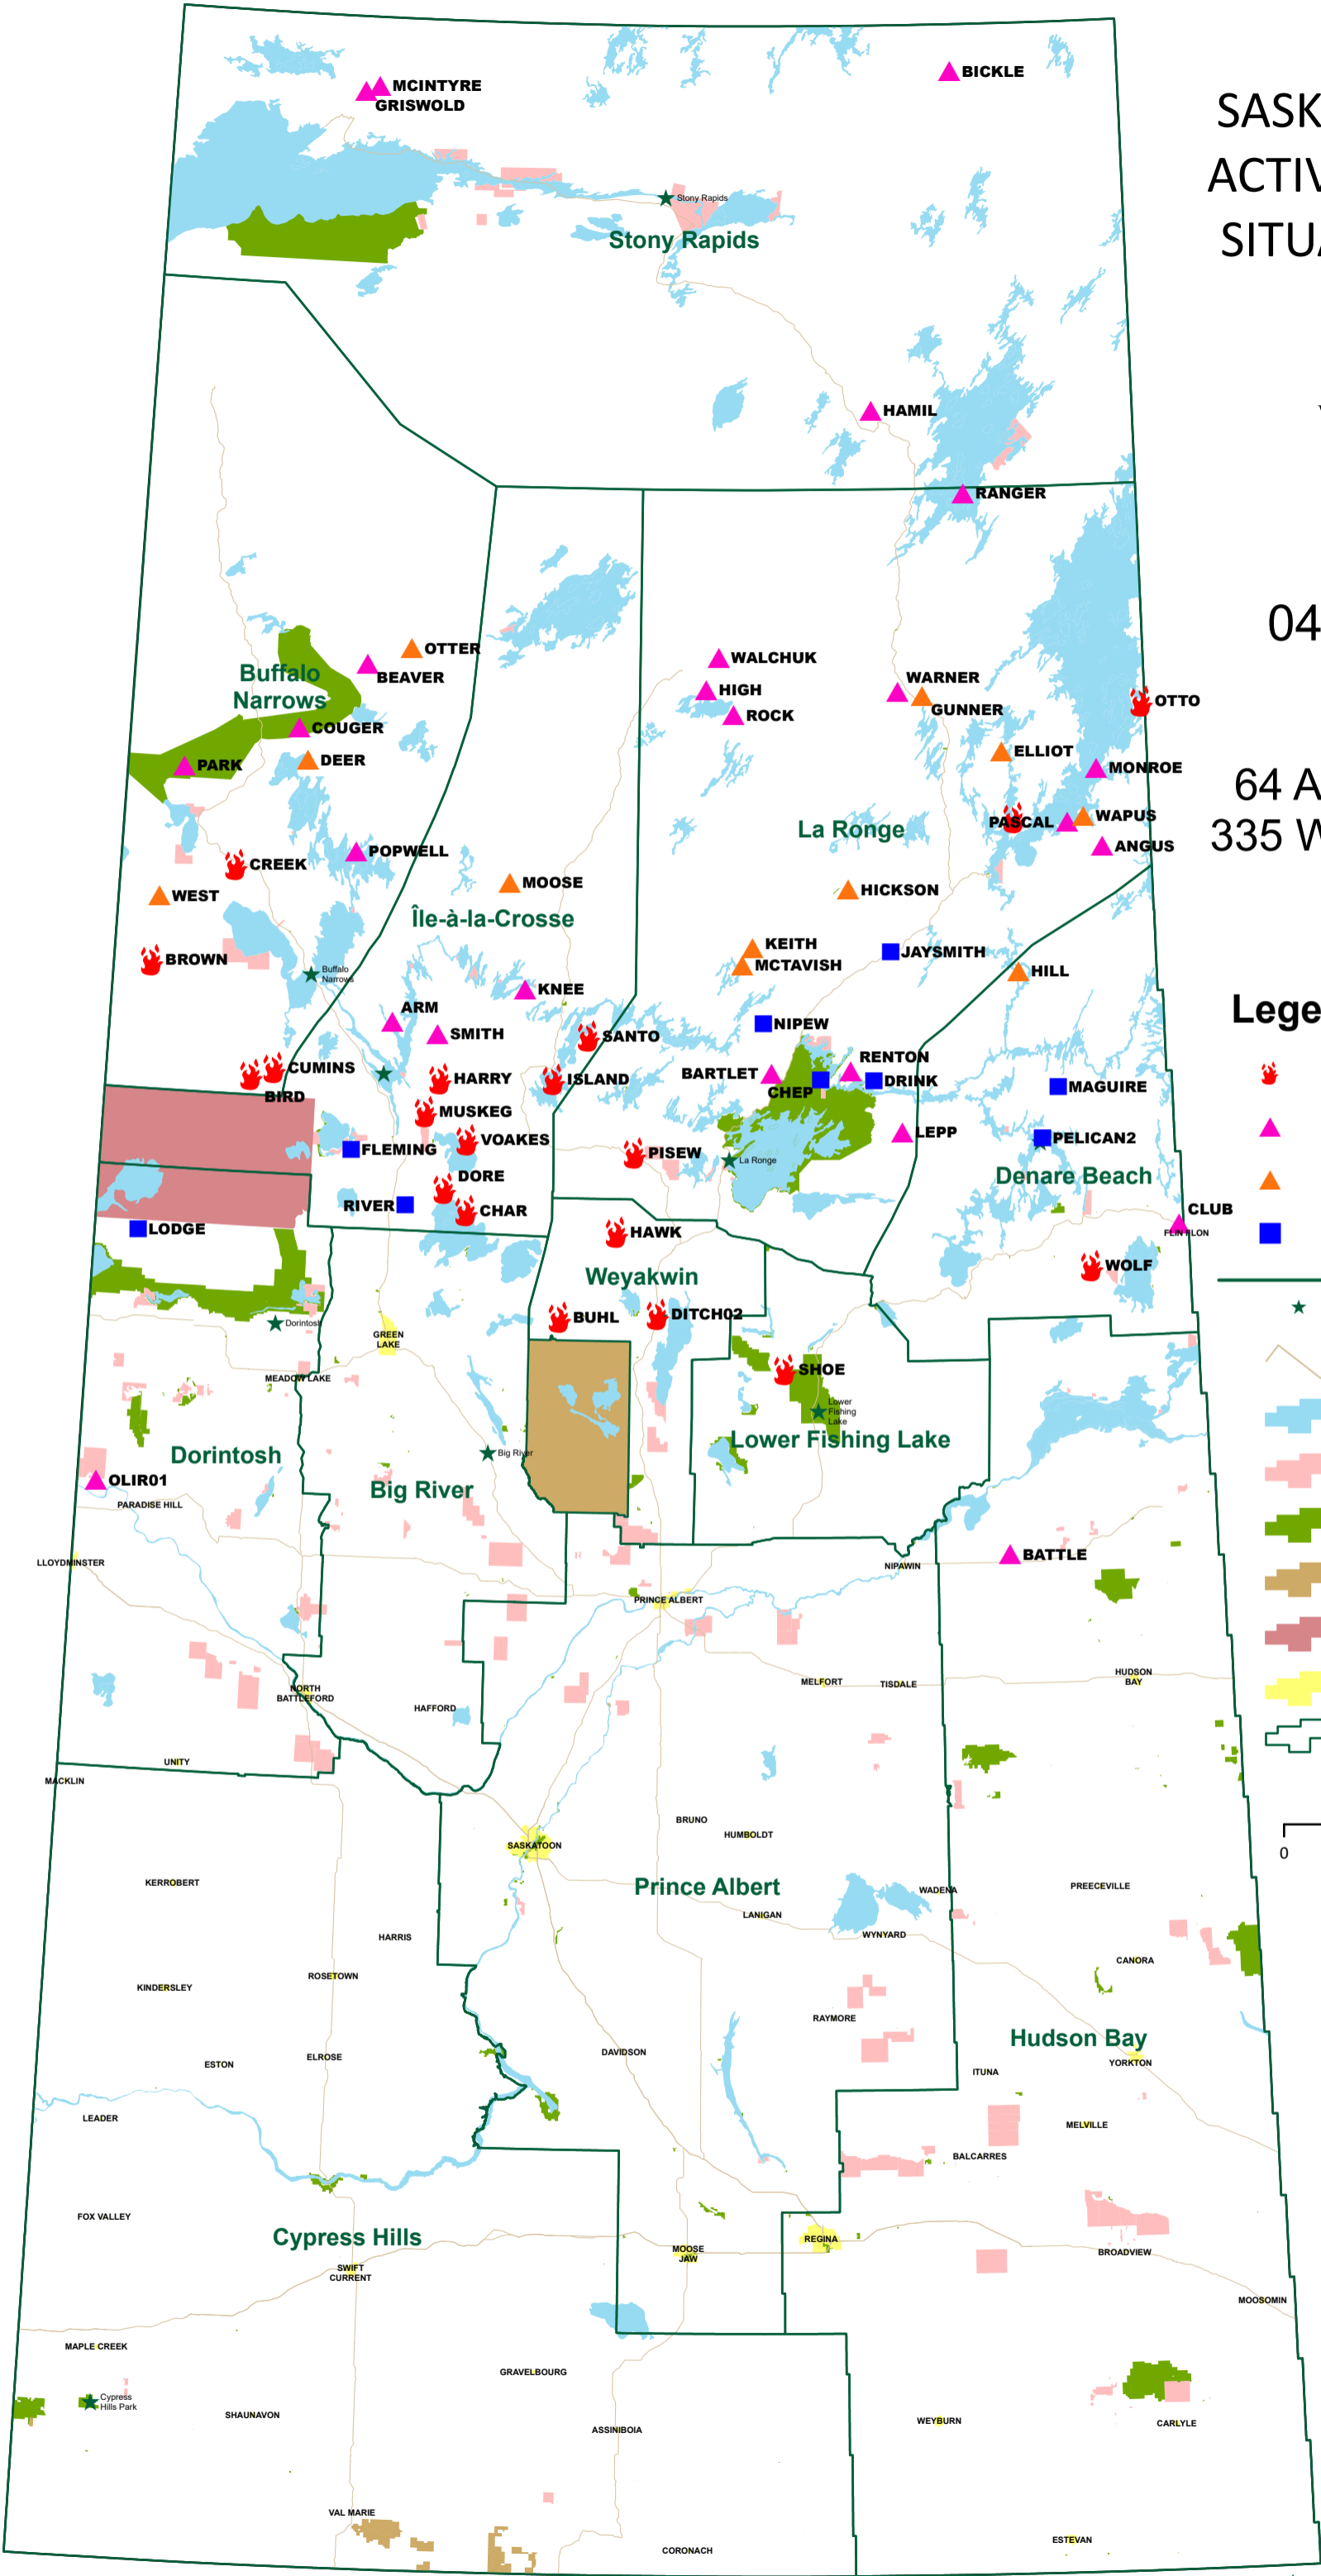 MCINTYRE
GRISWOLD
BICKLE
SASK
ACTIV
SITUA
Stony Rapids
Stony Rapids
HAMIL
RANGER
04
OTTER
BEAVER
Buffalo
Narrows
WALCHUK
HIGH
ROCK
WARNER
GUNNER
OTTO
COUGER
DEER
PARK
ELLIOT
MONROE
64 A
335 W
PASCAL
WAPUS
ANGUS
La Ronge
POPWELL
CREEK
WEST
MOOSE
HICKSON
Île-à-la-Crosse
BROWN
Buffalo
Narrows
KEITH
MCTAVISH
JAYSMITH
HILL
KNEE
ARM
SMITH
NIPEW
Lege
SANTO
CUMINS
BIRD
HARRY
ISLAND
BARTLET
RENTON
CHEP
DRINK
MAGUIRE
MUSKEG
VOAKES
FLEMING
PISEW
La Ronge
LEPP
PELICAN2
Denare Beach
DORE
RIVER
CHAR
LODGE
HAWK
CLUB
FLIN FLON
WOLF
Weyakwin
BUHL
DITCH02
Dorintosh
GREEN
LAKE
MEADOW LAKE
SHOE
Lower
Fishing
Lake
Lower Fishing Lake
Dorintosh
Big River
Big River
OLIR01
PARADISE HILL
LLOYDMINSTER
BATTLE
NIPAWIN
PRINCE ALBERT
NORTH
BATTLEFORD
HAFFORD
MELFORT
TISDALE
HUDSON
BAY
UNITY
MACKLIN
SASKATOON
BRUNO
HUMBOLDT
0
KERROBERT
Prince Albert
WADENA
PREECEVILLE
LANIGAN
WYNYARD
HARRIS
CANORA
KINDERSLEY
ROSETOWN
RAYMORE
Hudson Bay
YORKTON
ESTON
ELROSE
DAVIDSON
ITUNA
LEADER
MELVILLE
BALCARRES
FOX VALLEY
Cypress Hills
REGINA
MOOSE
JAW
BROADVIEW
SWIFT
CURRENT
MOOSOMIN
MAPLE CREEK
GRAVELBOURG
Cypress
Hills Park
SHAUNAVON
ASSINIBOIA
WEYBURN
CARLYLE
VAL MARIE
CORONACH
ESTEVAN